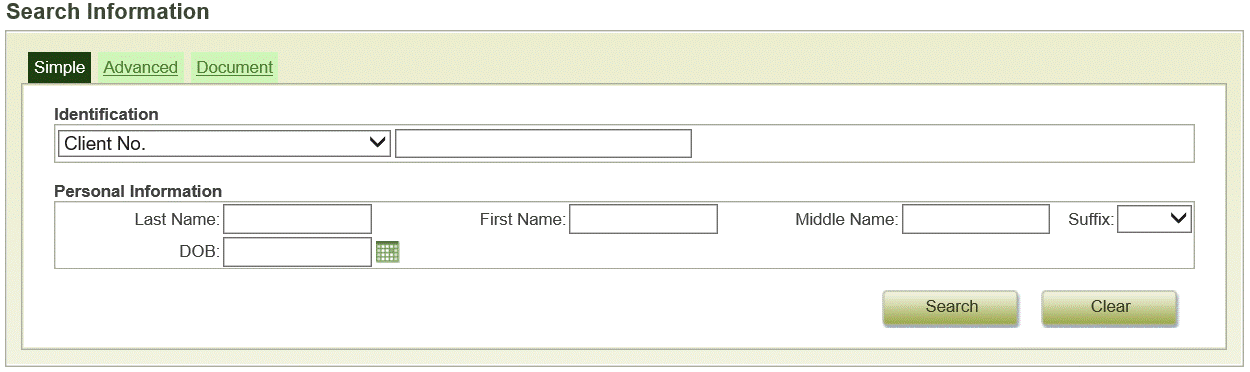 Search Information
Simple Advanced Document
Identification
Client No.
Personal Information
Last Name: First Name: Middle Name: Suffix:
DOB:
Search Clear